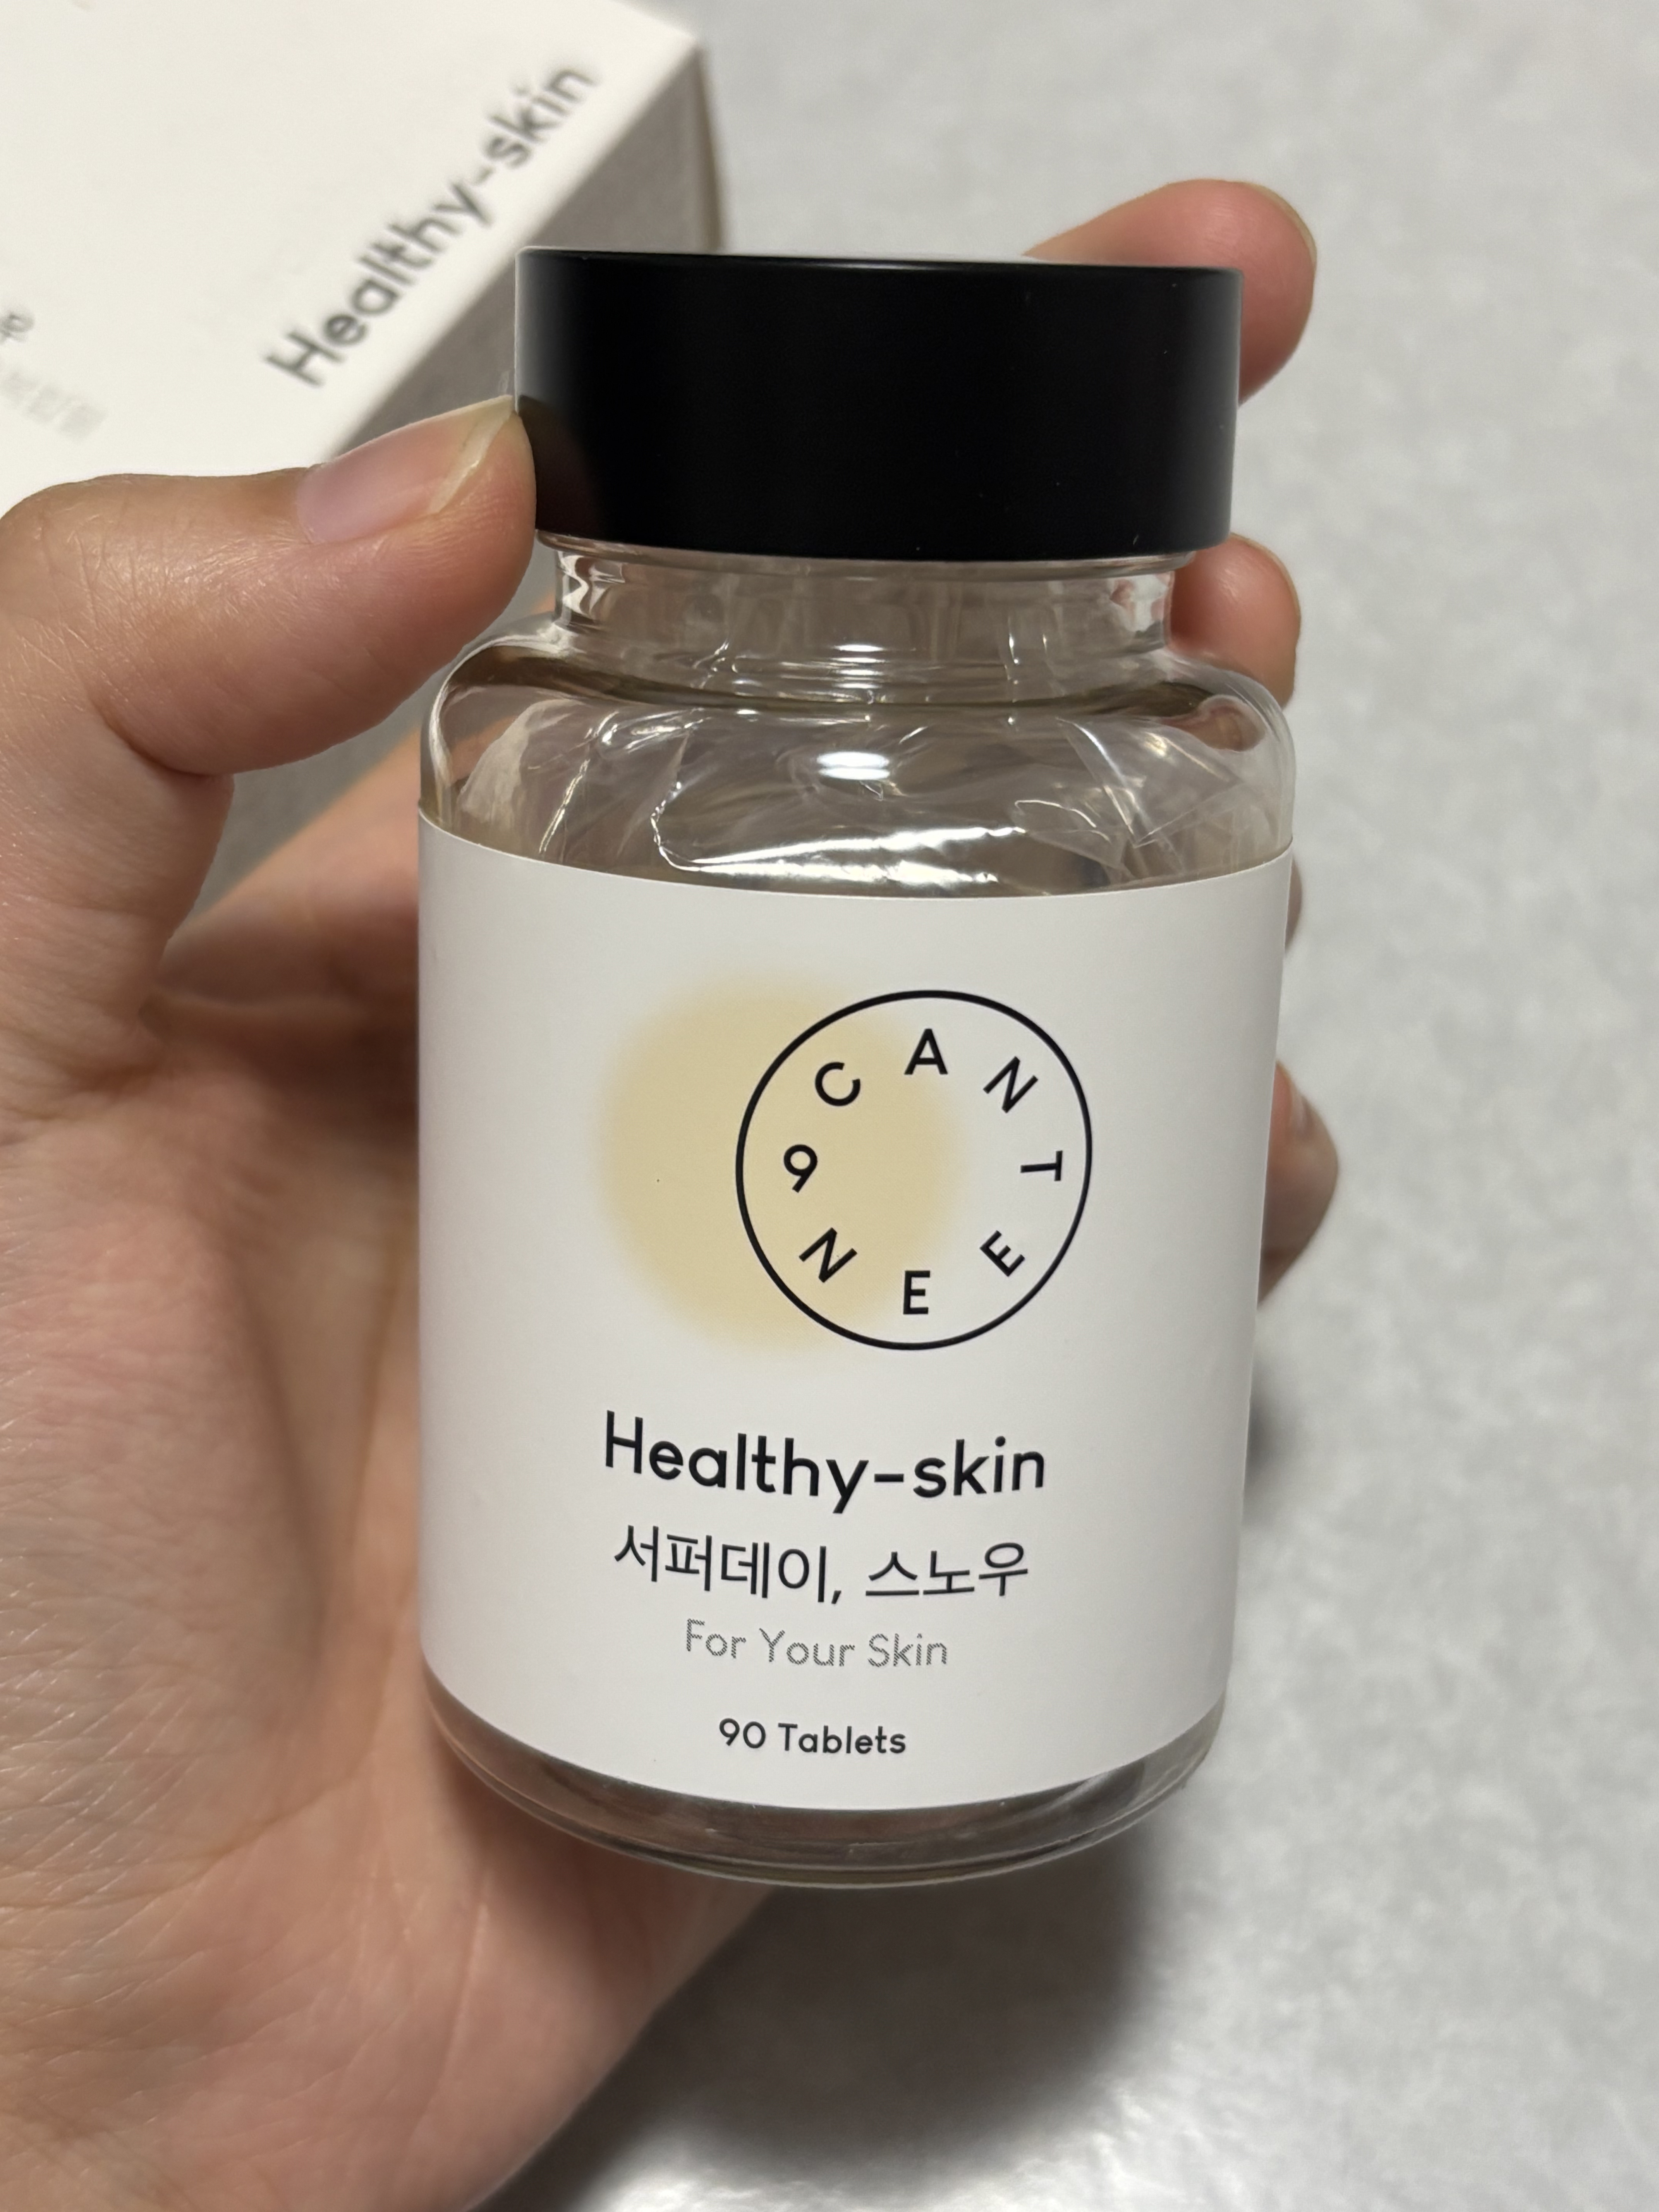 Healthy-skin
CANTEEN9
Healthy-skin
서퍼데이, 스노우
For Your Skin
90 Tablets